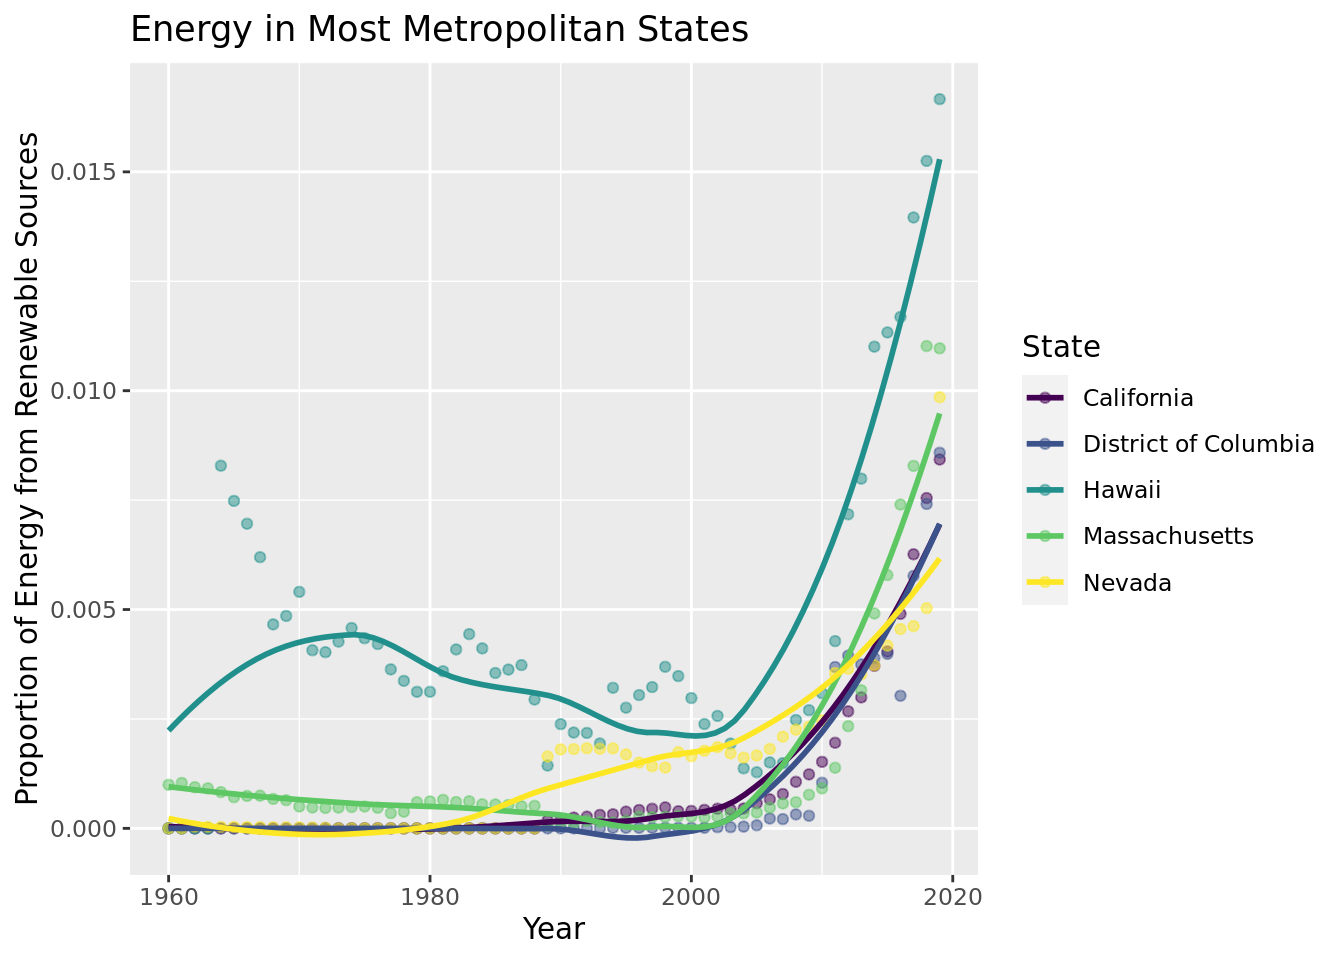 Energy in Most Metropolitan States
Proportion of Energy from Renewable Sources
0.015
0.010
0.005
0.000
1960
1980
2000
2020
Year
State
California
District of Columbia
Hawaii
Massachusetts
Nevada